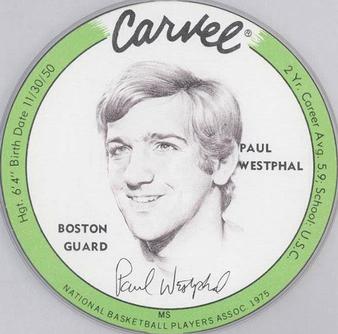 Carvel®
Hgt. 6'4" Birth Date 11/30/50
2 Yr. Career Avg. 5.9. School: U.S.C.
PAUL
WESTPHAL
BOSTON
GUARD
Paul Westphal
MS
NATIONAL BASKETBALL PLAYERS ASSOC. 1975